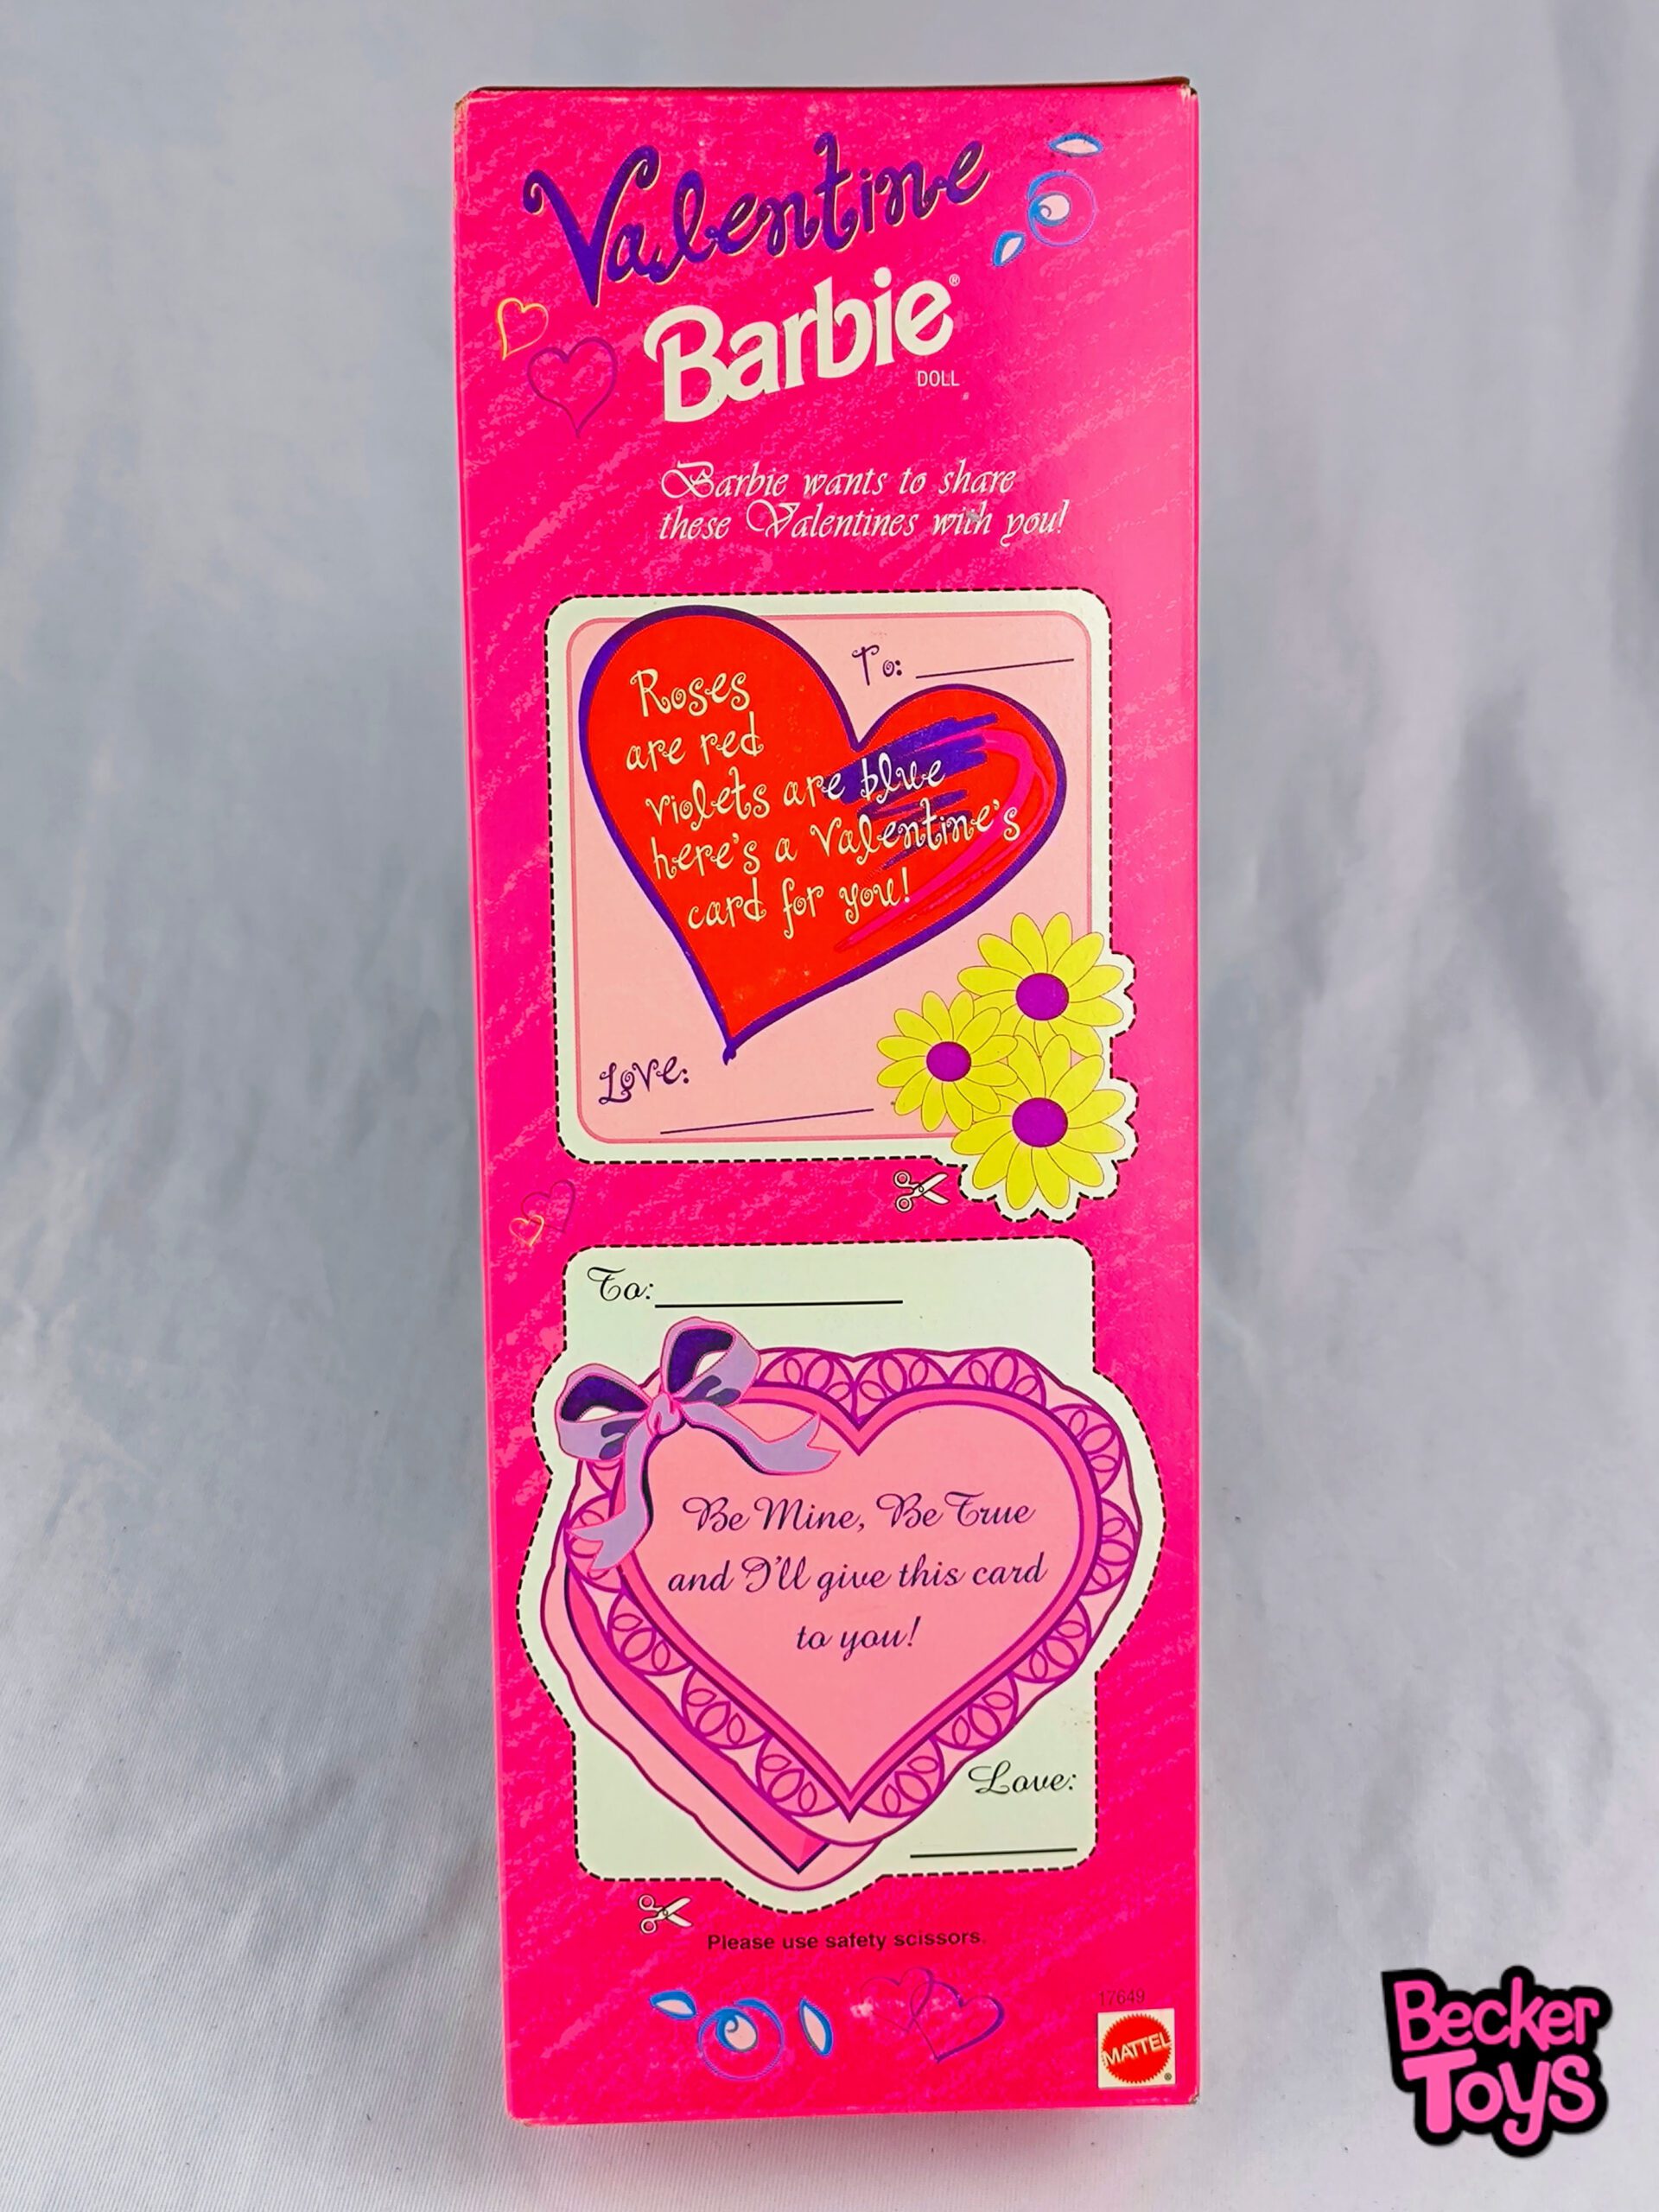 Valentine
Barbie®
DOLL
Barbie wants to share
these Valentines with you!
To:
Roses
are red
violets are blue
here's a Valentine's
card for you!
Love:
To:
Be Mine, Be True
and I'll give this card
to you!
Love:
Please use safety scissors.
17649
MATTEL®
Becker
Toys